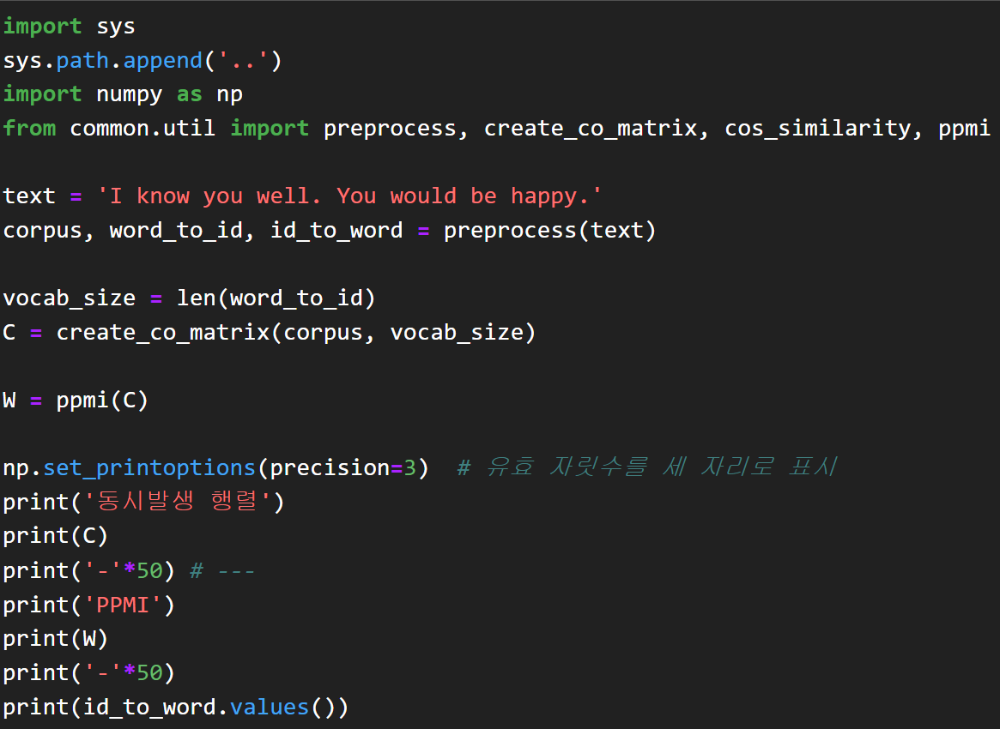 import sys
sys.path.append('..')
import numpy as np
from common.util import preprocess, create_co_matrix, cos_similarity, ppmi
text = 'I know you well. You would be happy.'
corpus, word_to_id, id_to_word = preprocess(text)
vocab_size = len(word_to_id)
C = create_co_matrix(corpus, vocab_size)
W = ppmi(C)
np.set_printoptions(precision=3)  # 유효 자릿수를 세 자리로 표시
print('동시발생 행렬')
print(C)
print('-'*50) # ---
print('PPMI')
print(W)
print('-'*50)
print(id_to_word.values())